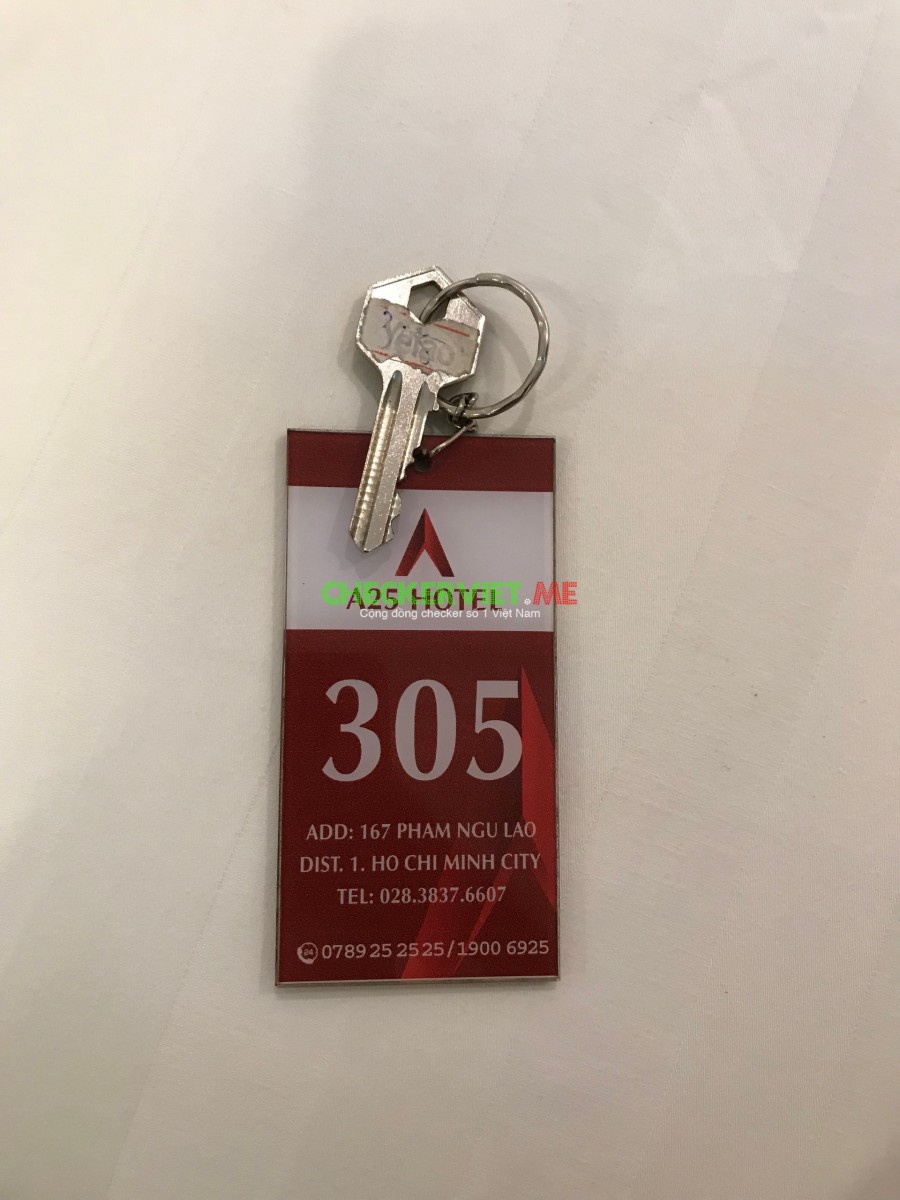 CHECKERVIET.ME
A25 HOTEL
Cộng đồng checker số 1 Việt Nam
305
ADD: 167 PHAM NGU LAO
DIST. 1. HO CHI MINH CITY
TEL: 028.3837.6607
24 0789 25 25 25 / 1900 6925